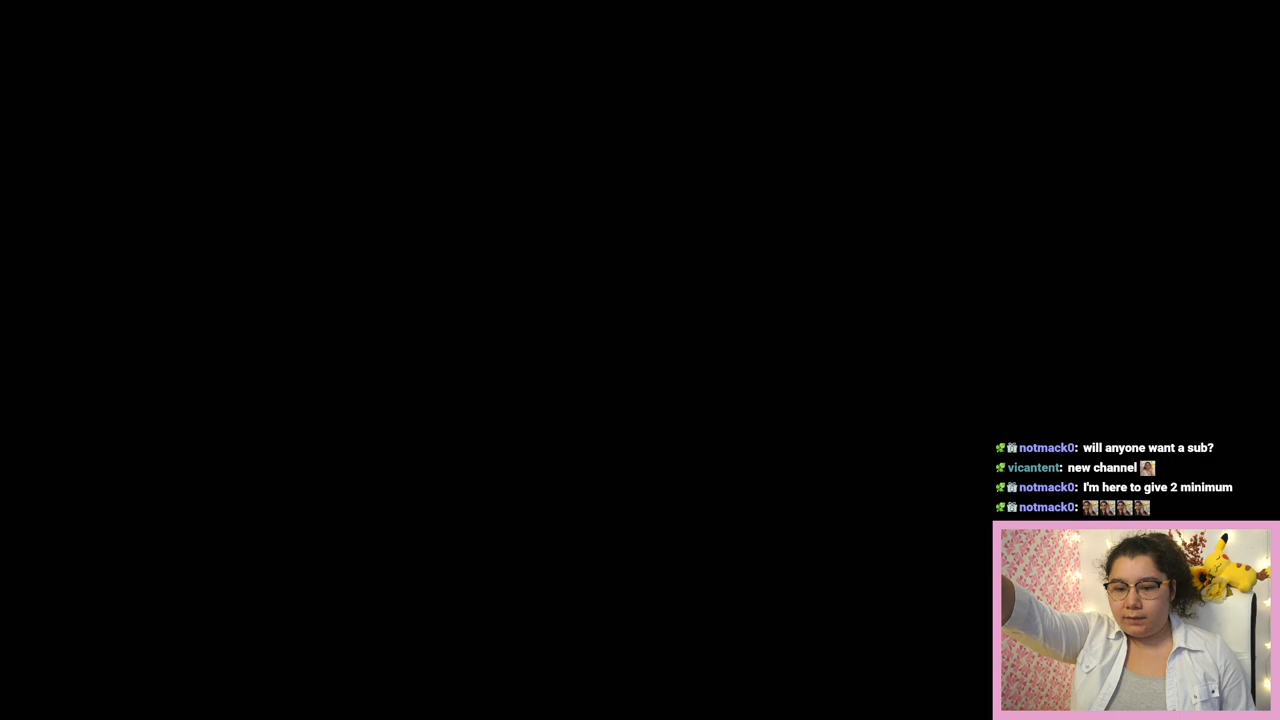 notmack0: will anyone want a sub?
vicantent: new channel
notmack0: I'm here to give 2 minimum
notmack0: